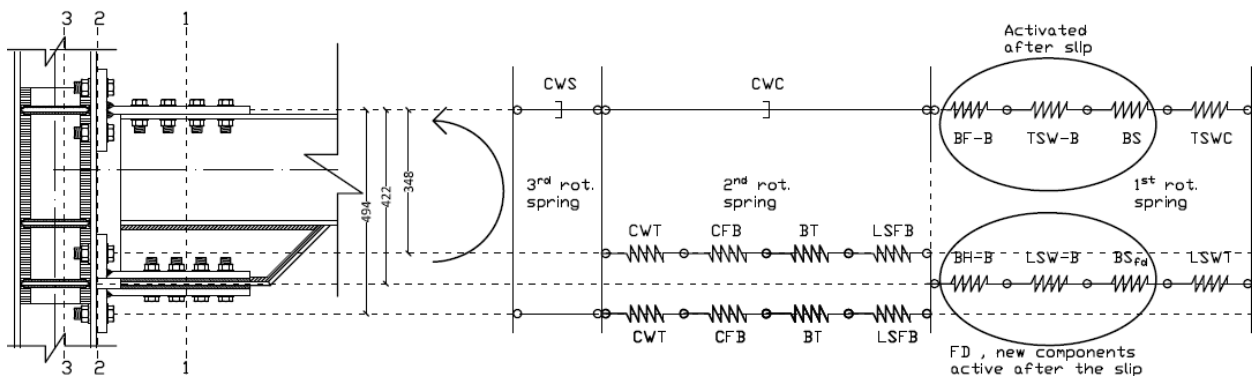 3 2 1
Activated
after slip
CWS
CWC
BF-B TSW-B BS TSWC
3rd rot.
spring
2nd rot.
spring
1st rot.
spring
348
422
494
CWT CFB BT LSFB
BH-B LSW-B BSfd LSWT
CWT CFB BT LSFB
FD , new components
active after the slip
3 2 1